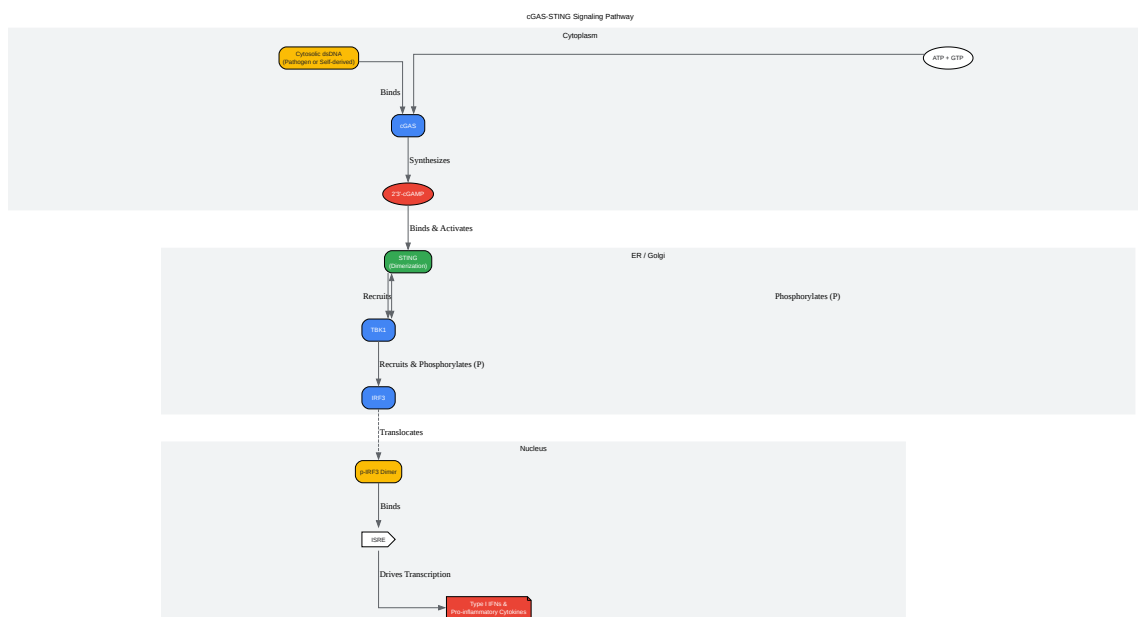 cGAS-STING Signaling Pathway
Cytoplasm
Cytosolic dsDNA
(Pathogen or Self-derived)
ATP + GTP
Binds
cGAS
Synthesizes
2'3'-cGAMP
Binds & Activates
ER / Golgi
STING
(Dimerization)
Recruits
Phosphorylates (P)
TBK1
Recruits & Phosphorylates (P)
IRF3
Translocates
Nucleus
p-IRF3 Dimer
Binds
ISRE
Drives Transcription
Type I IFNs &
Pro-inflammatory Cytokines